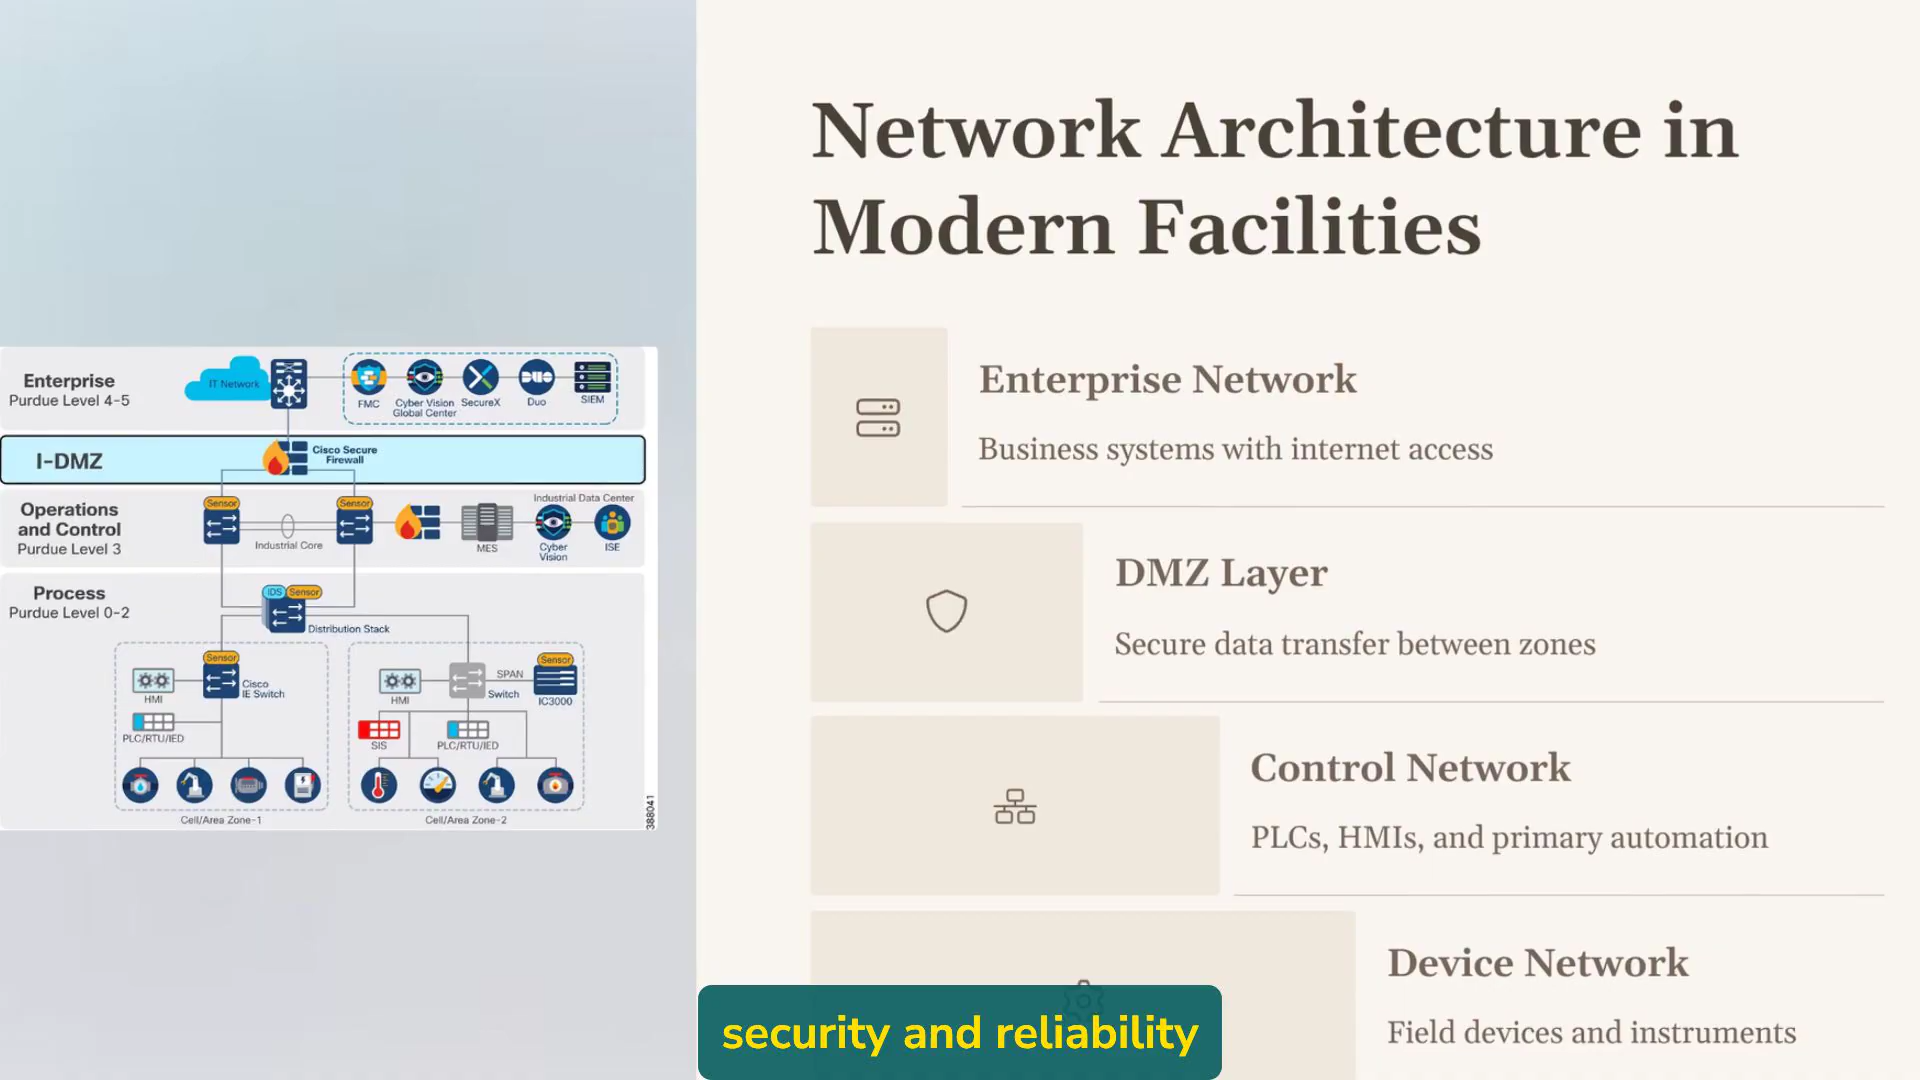 Enterprise
Purdue Level 4-5
IT Network
FMC
Cyber Vision
Global Center
SecureX
DUO
Duo
SIEM
I-DMZ
Cisco Secure
Firewall
Operations
and Control
Purdue Level 3
Sensor
Sensor
Industrial Core
Industrial Data Center
MES
Cyber
Vision
ISE
Process
Purdue Level 0-2
IDS
Sensor
Distribution Stack
Sensor
HMI
Cisco
IE Switch
PLC/RTU/IED
HMI
Switch
SPAN
Sensor
IC3000
SIS
PLC/RTU/IED
Cell/Area Zone-1
Cell/Area Zone-2
388041
Network Architecture in
Modern Facilities
Enterprise Network
Business systems with internet access
DMZ Layer
Secure data transfer between zones
Control Network
PLCs, HMIs, and primary automation
Device Network
Field devices and instruments
security and reliability